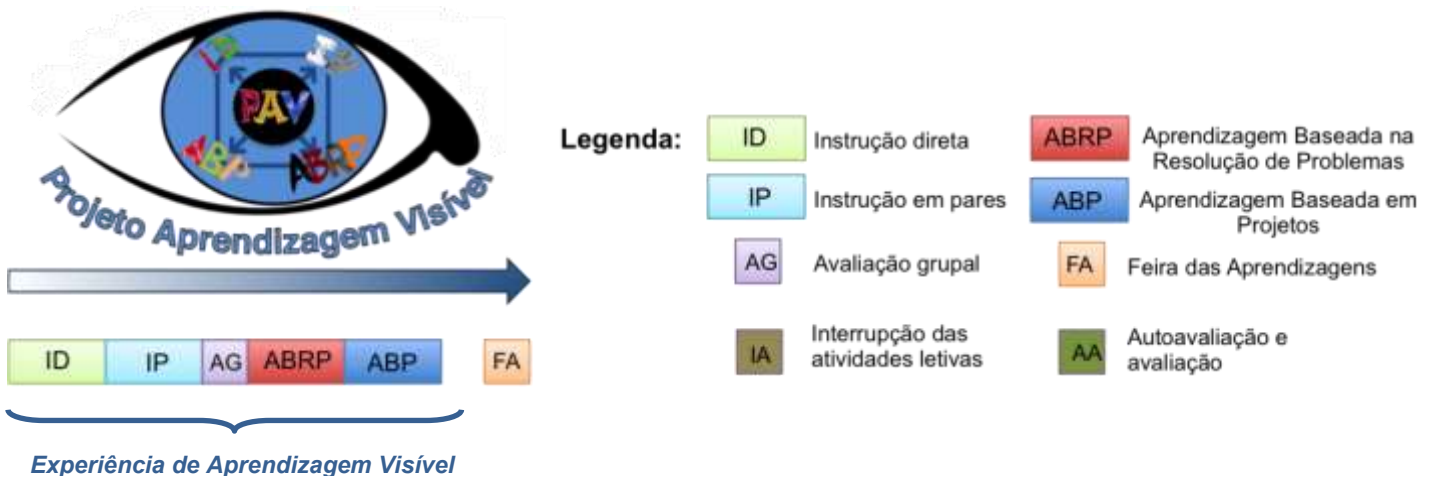 ID
IP
PAV
ABP
ABRP
Projeto Aprendizagem Visível
ID
IP
AG
ABRP
ABP
FA
Experiência de Aprendizagem Visível
Legenda:
ID
Instrução direta
IP
Instrução em pares
AG
Avaliação grupal
IA
Interrupção das
atividades letivas
ABRP
Aprendizagem Baseada na
Resolução de Problemas
ABP
Aprendizagem Baseada em
Projetos
FA
Feira das Aprendizagens
AA
Autoavaliação e
avaliação